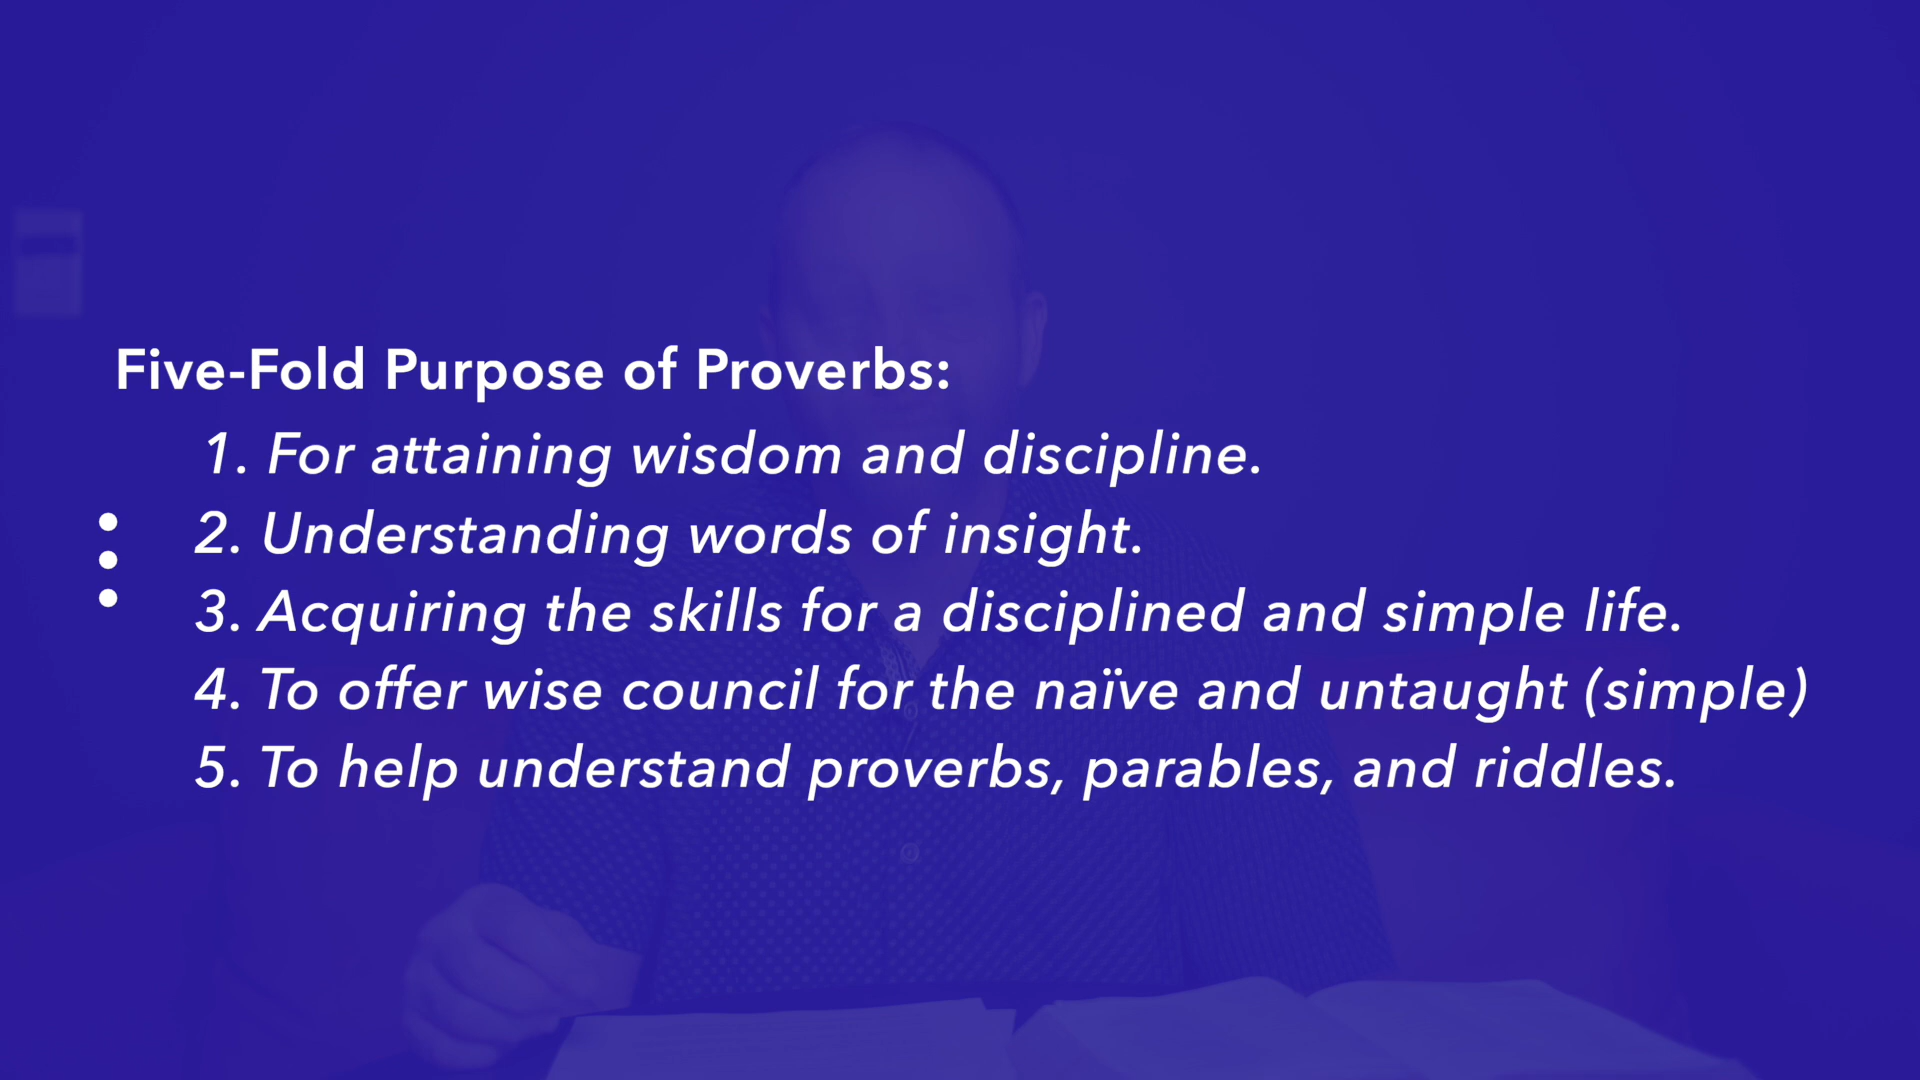 Five-Fold Purpose of Proverbs:
1. For attaining wisdom and discipline.
2. Understanding words of insight.
3. Acquiring the skills for a disciplined and simple life.
4. To offer wise council for the naïve and untaught (simple)
5. To help understand proverbs, parables, and riddles.